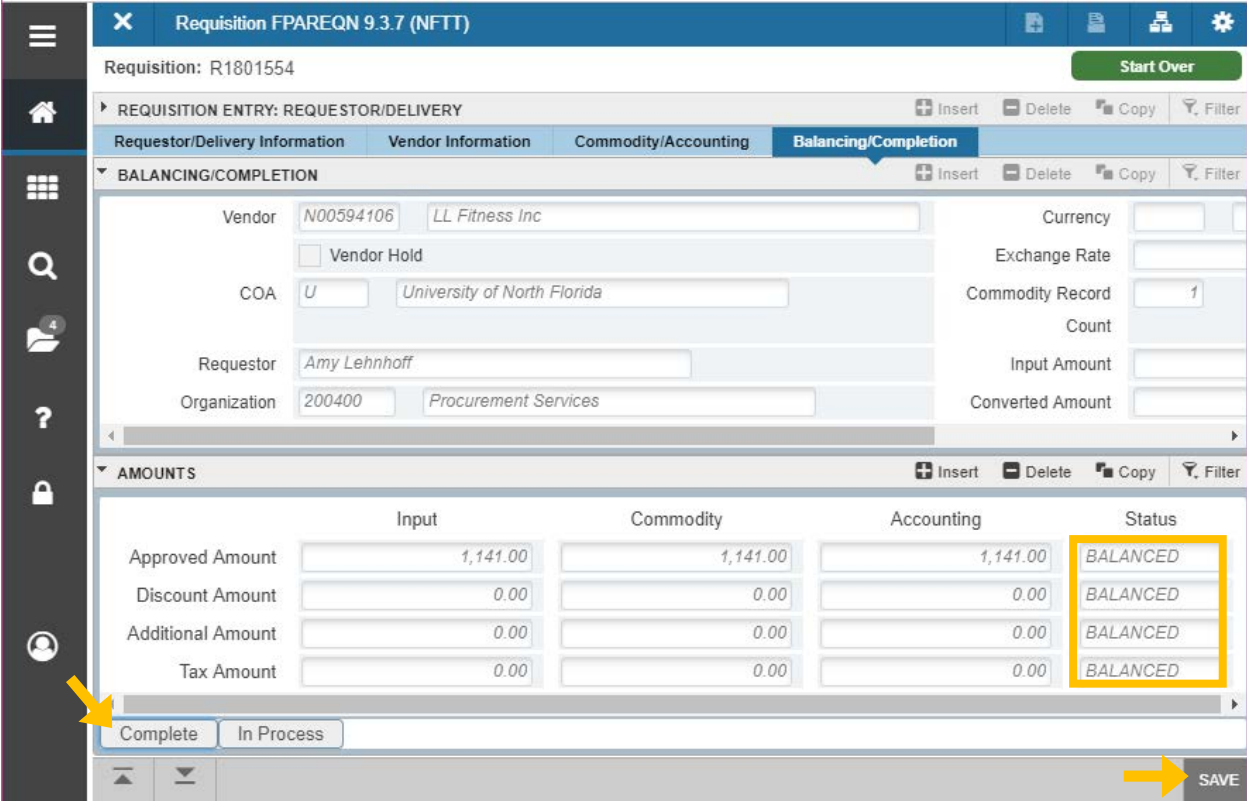 Requisition FPAREQN 9.3.7 (NFTT)
Requisition: R1801554 Start Over
REQUISITION ENTRY: REQUESTOR/DELIVERY Insert Delete Copy Filter
Requestor/Delivery Information Vendor Information Commodity/Accounting Balancing/Completion
BALANCING/COMPLETION Insert Delete Copy Filter
Vendor N00594106 LL Fitness Inc Currency
Vendor Hold Exchange Rate
COA U University of North Florida Commodity Record 1
Count
4
Requestor Amy Lehnhoff Input Amount
Organization 200400 Procurement Services Converted Amount
?
AMOUNTS Insert Delete Copy Filter
Input Commodity Accounting Status
Approved Amount 1,141.00 1,141.00 1,141.00 BALANCED
Discount Amount 0.00 0.00 0.00 BALANCED
Additional Amount 0.00 0.00 0.00 BALANCED
Tax Amount 0.00 0.00 0.00 BALANCED
Complete In Process
SAVE